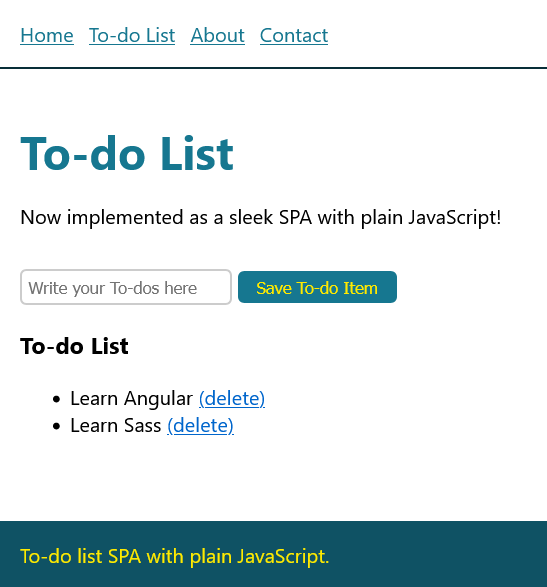 Home To-do List About Contact
To-do List
Now implemented as a sleek SPA with plain JavaScript!
Write your To-dos here Save To-do Item
To-do List
Learn Angular (delete)
Learn Sass (delete)
To-do list SPA with plain JavaScript.